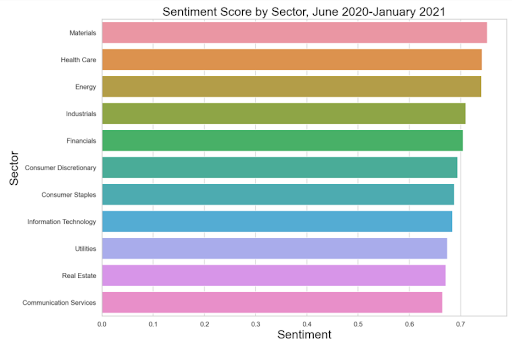 Sentiment Score by Sector, June 2020-January 2021
Materials
Health Care
Energy
Industrials
Financials
Consumer Discretionary
Consumer Staples
Information Technology
Utilities
Real Estate
Communication Services
Sector
0.0 0.1 0.2 0.3 0.4 0.5 0.6 0.7
Sentiment